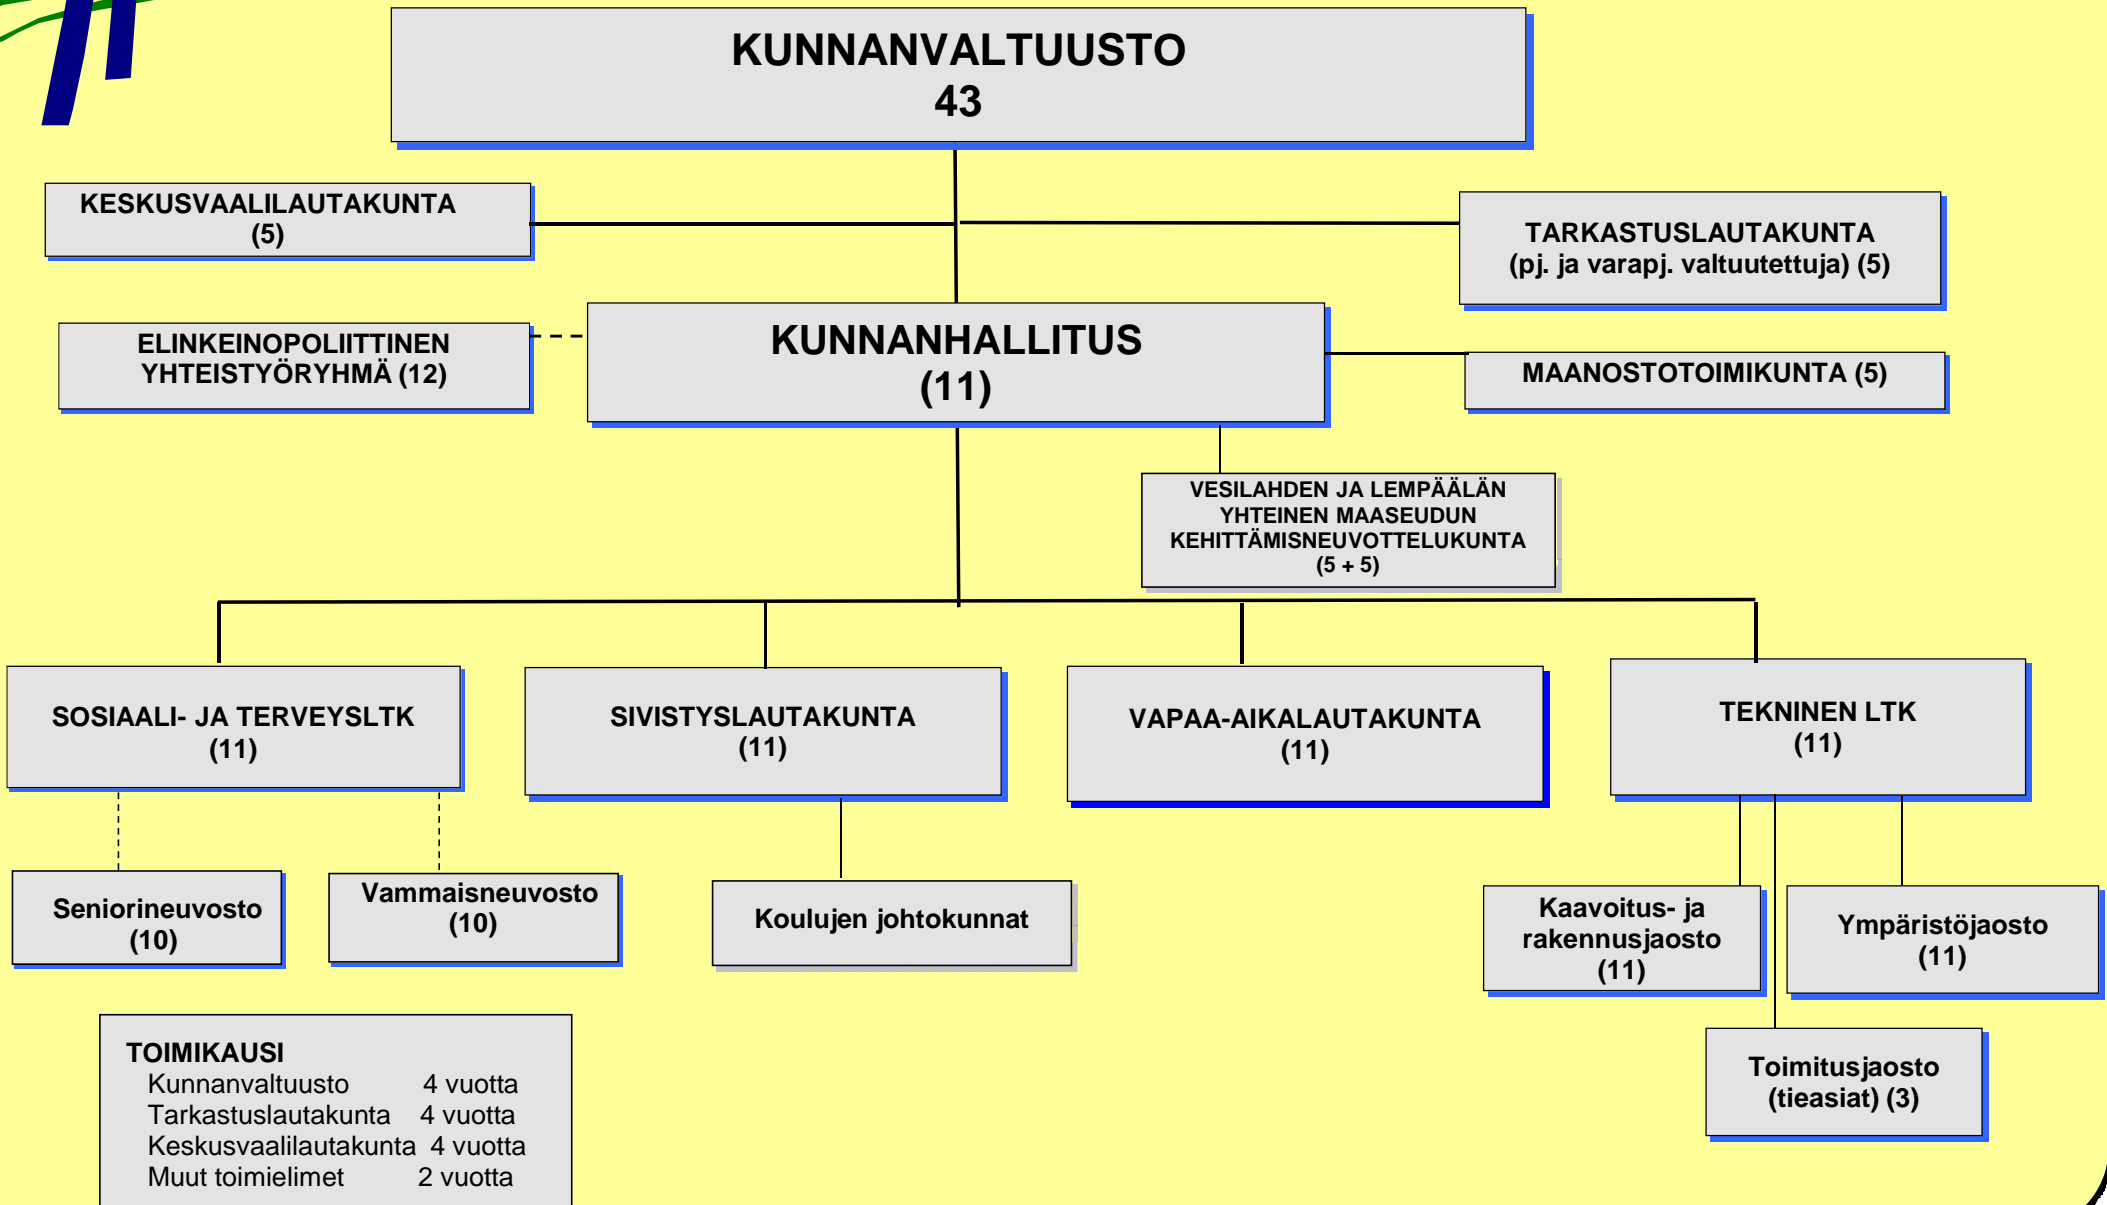 KUNNANVALTUUSTO
43
KESKUSVAALILAUTAKUNTA
(5)
TARKASTUSLAUTAKUNTA
(pj. ja varapj. valtuutettuja) (5)
ELINKEINOPOLIITTINEN
YHTEISTYÖRYHMÄ (12)
KUNNANHALLITUS
(11)
MAANOSTOTOIMIKUNTA (5)
VESILAHDEN JA LEMPÄÄLÄN
YHTEINEN MAASEUDUN
KEHITTÄMISNEUVOTTELUKUNTA
(5 + 5)
SOSIAALI- JA TERVEYSLTK
(11)
SIVISTYSLAUTAKUNTA
(11)
VAPAA-AIKALAUTAKUNTA
(11)
TEKNINEN LTK
(11)
Seniorineuvosto
(10)
Vammaisneuvosto
(10)
Koulujen johtokunnat
Kaavoitus- ja
rakennusjaosto
(11)
Ympäristöjaosto
(11)
Toimitusjaosto
(tieasiat) (3)
TOIMIKAUSI
Kunnanvaltuusto 4 vuotta
Tarkastuslautakunta 4 vuotta
Keskusvaalilautakunta 4 vuotta
Muut toimielimet 2 vuotta